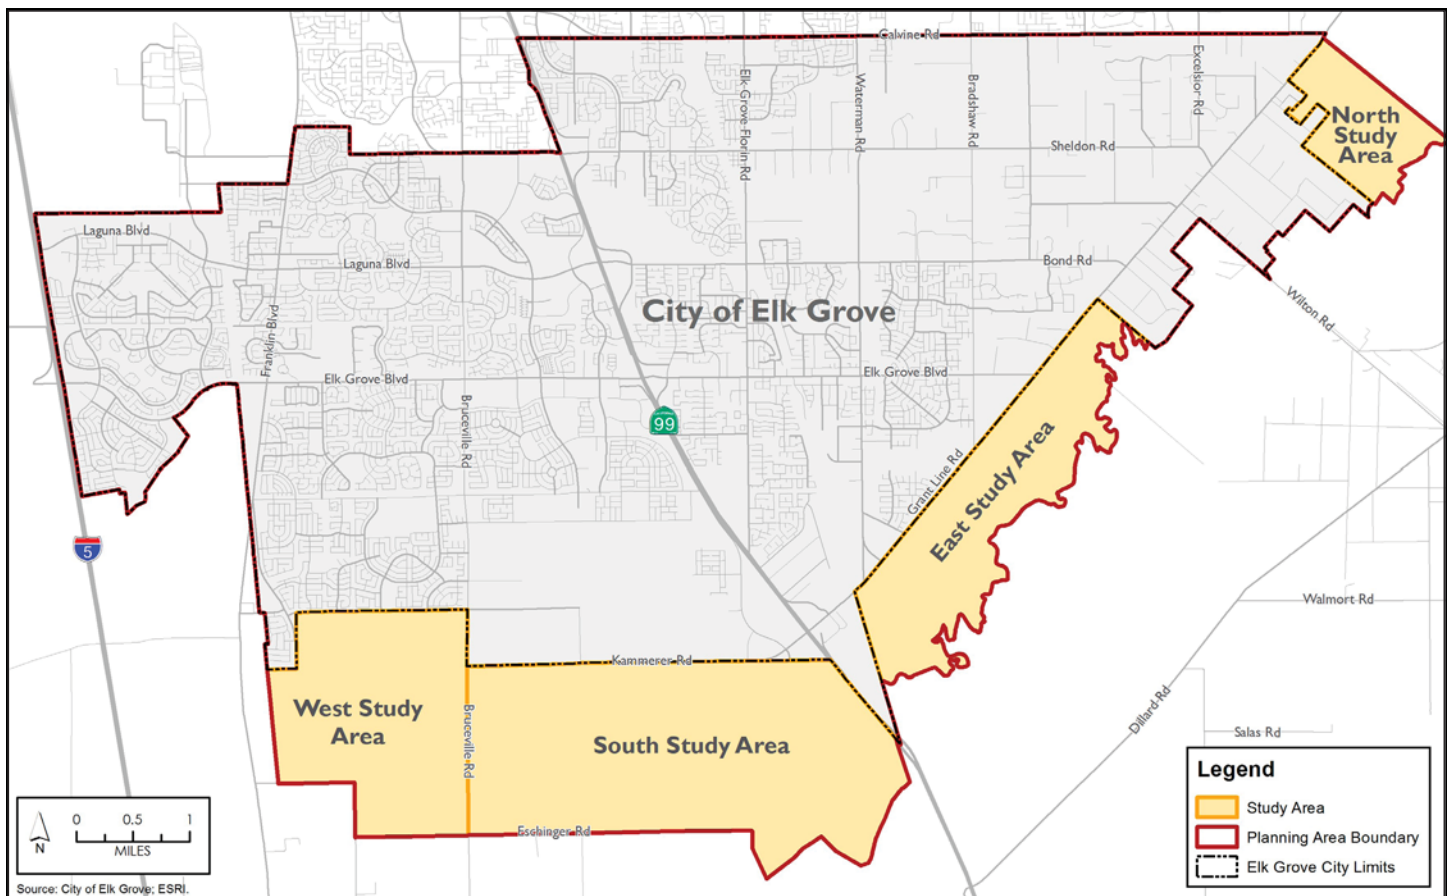 Calvine Rd
Elk-Grove-Florin Rd
Waterman Rd
Bradshaw Rd
Excelsior Rd
North
Study
Area
Sheldon Rd
Laguna Blvd
Laguna Blvd
Bond Rd
Wilton Rd
City of Elk Grove
Franklin Blvd
Elk Grove Blvd
Elk Grove Blvd
Bruceville Rd
CALIFORNIA
99
Grant Line Rd
East Study Area
5
Walmort Rd
Kammerer Rd
West Study
Area
Bruceville Rd
South Study Area
Dillard Rd
Salas Rd
Eschinger Rd
Legend
Study Area
Planning Area Boundary
Elk Grove City Limits
N
0 0.5 1
MILES
Source: City of Elk Grove; ESRI.